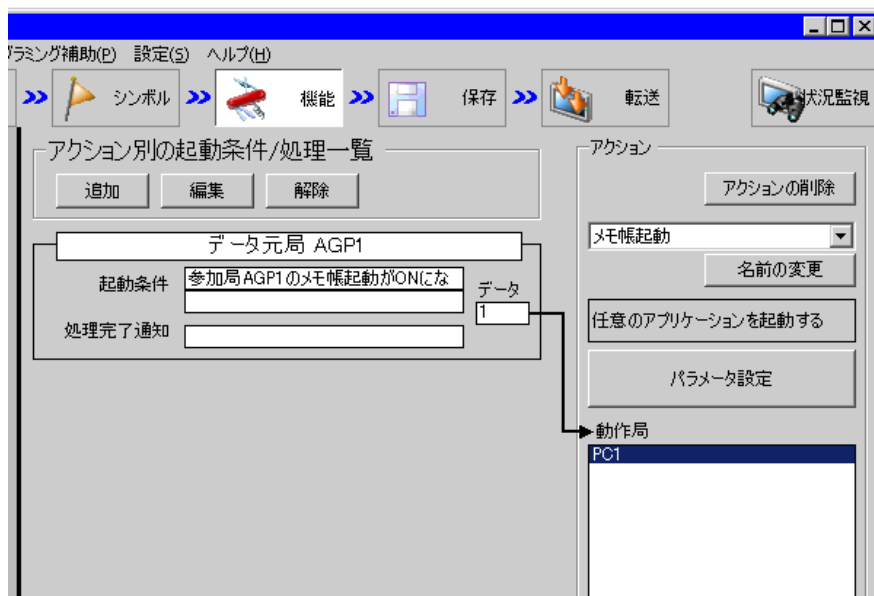 グラミング補助(P) 設定(S) ヘルプ(H)
シンボル 機能 保存 転送 状況監視
アクション別の起動条件/処理一覧
追加 編集 解除
データ元局 AGP1
起動条件 参加局AGP1のメモ帳起動がONにな
データ
1
処理完了通知
アクション
アクションの削除
メモ帳起動
名前の変更
任意のアプリケーションを起動する
パラメータ設定
動作局
PC1